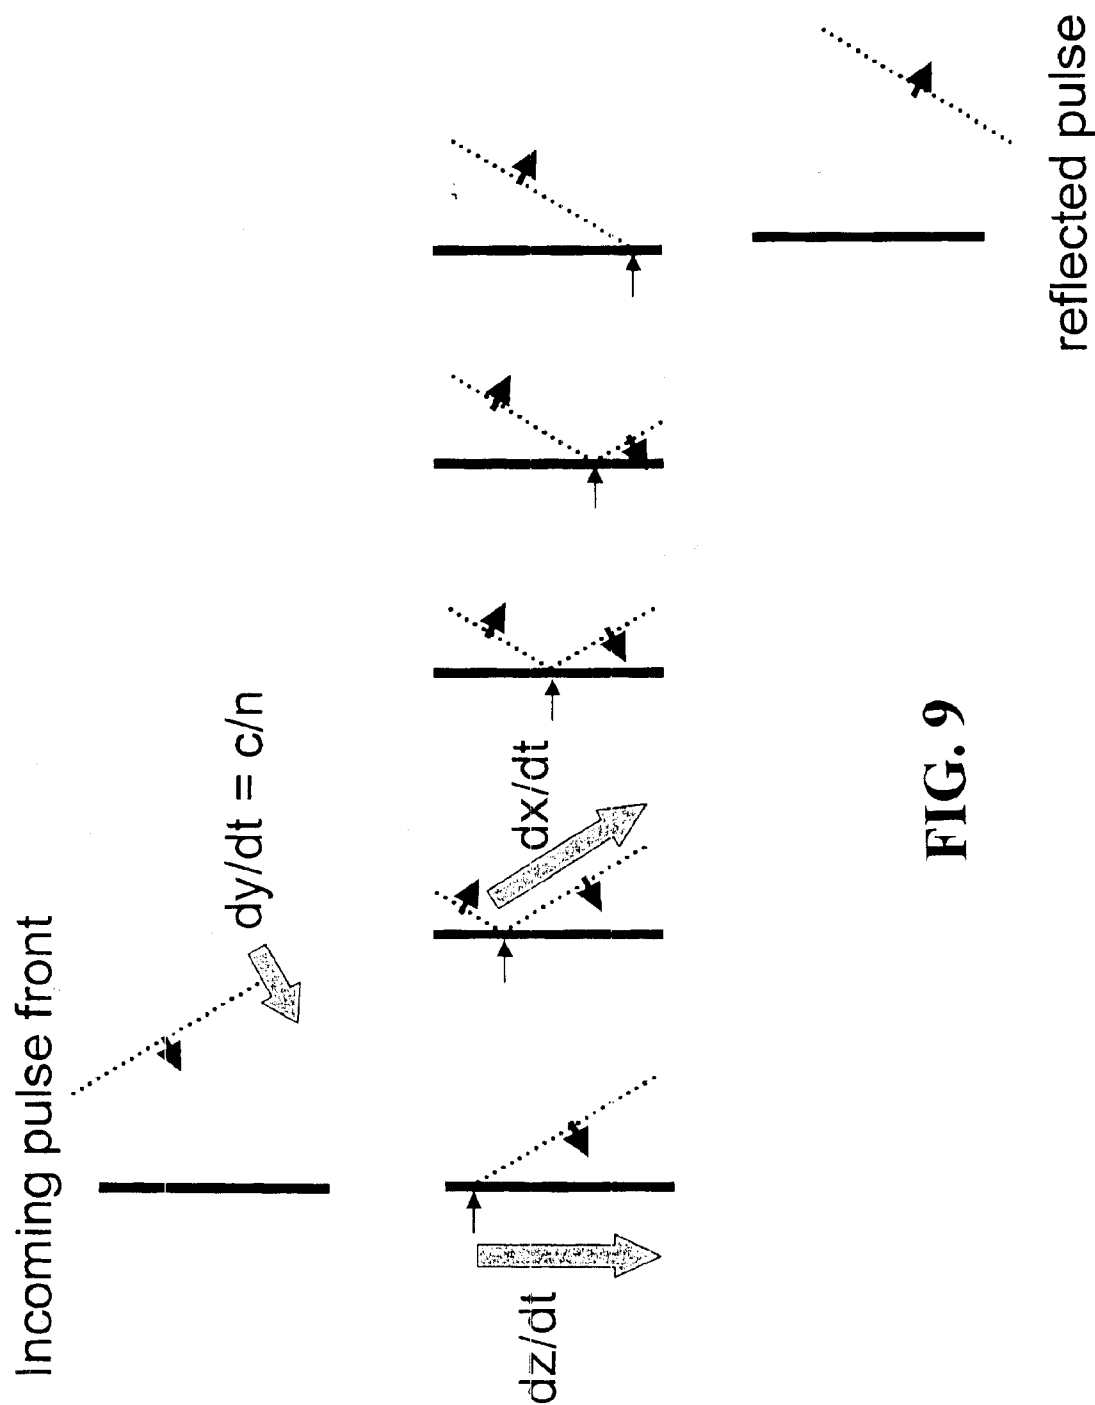 Incoming pulse front
dy/dt = c/n
dz/dt
dx/dt
reflected pulse
FIG. 9